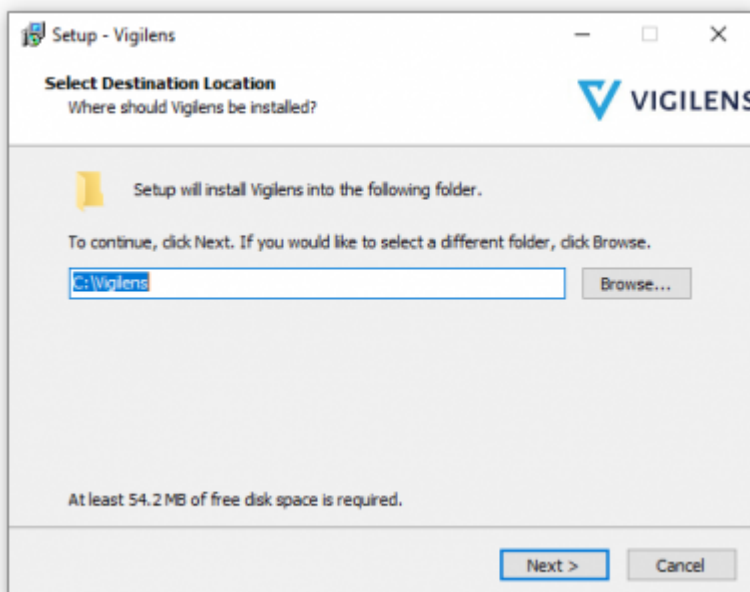 Setup - Vigilens
Select Destination Location
Where should Vigilens be installed?
VIGILENS
Setup will install Vigilens into the following folder.
To continue, click Next. If you would like to select a different folder, click Browse.
C:\Vigilens
Browse...
At least 54.2 MB of free disk space is required.
Next >
Cancel